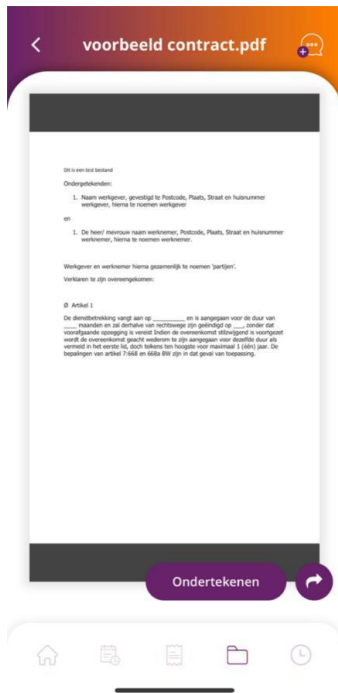 voorbeeld contract.pdf
Dit is een test bestand
Ondergetekenden:
1. Naam werkgever, gevestigd te Postcode, Plaats, Straat en huisnummer
werkgever, hierna te noemen werkgever
en
1. De heer/ mevrouw naam werknemer, Postcode, Plaats, Straat en huisnummer
werknemer, hierna te noemen werknemer.
Werkgever en werknemer hierna gezamenlijk te noemen 'partijen'.
Verklaren te zijn overeengekomen:
Ø Artikel 1
De dienstbetrekking vangt aan op __________ en is aangegaan voor de duur van
____ maanden en zal derhalve van rechtswege zijn geëindigd op ___, zonder dat
voorafgaande opzegging is vereist Indien de overeenkomst stilzwijgend is voortgezet
wordt de overeenkomst geacht wederom te zijn aangegaan voor dezelfde duur als
vermeld in het eerste lid, doch telkens ten hoogste voor maximaal 1 (één) jaar. De
bepalingen van artikel 7:668 en 668a BW zijn in dat geval van toepassing.
Ondertekenen